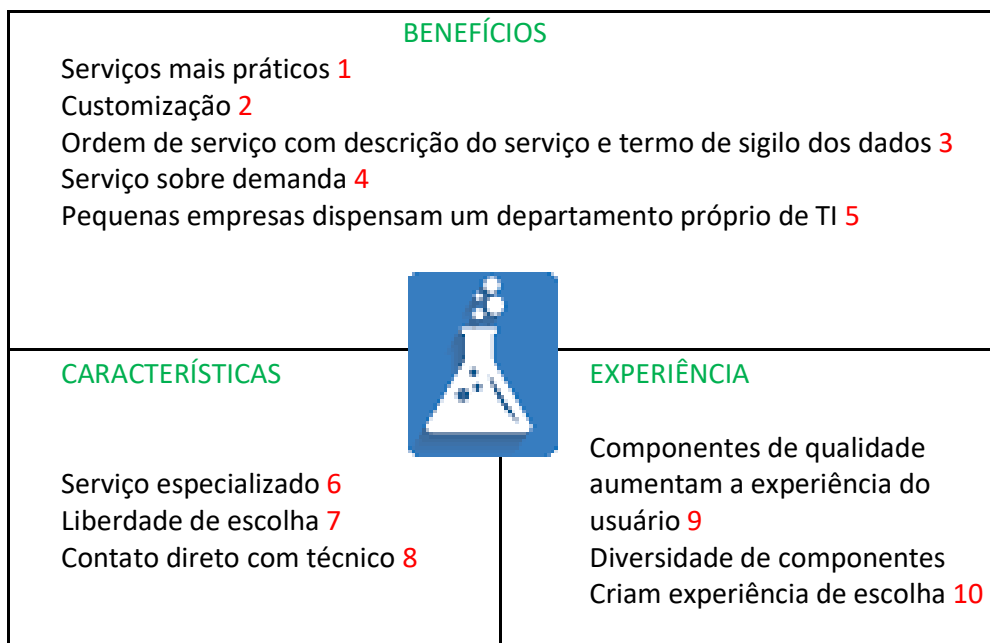 BENEFÍCIOS
Serviços mais práticos 1
Customização 2
Ordem de serviço com descrição do serviço e termo de sigilo dos dados 3
Serviço sobre demanda 4
Pequenas empresas dispensam um departamento próprio de TI 5
CARACTERÍSTICAS
Serviço especializado 6
Liberdade de escolha 7
Contato direto com técnico 8
EXPERIÊNCIA
Componentes de qualidade
aumentam a experiência do
usuário 9
Diversidade de componentes
Criam experiência de escolha 10